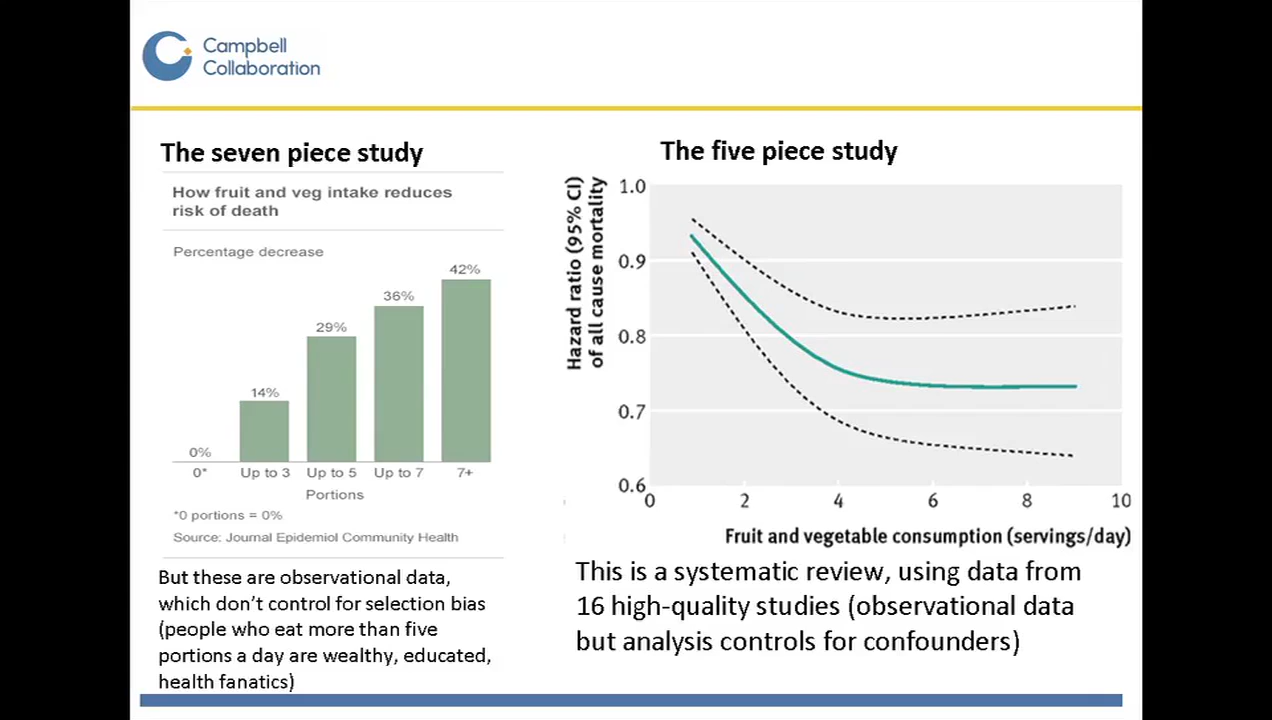 Campbell
Collaboration
The seven piece study
How fruit and veg intake reduces
risk of death
Percentage decrease
42%
36%
29%
14%
0%
0*
Up to 3
Up to 5
Up to 7
7+
Portions
*0 portions = 0%
Source: Journal Epidemiol Community Health
But these are observational data,
which don't control for selection bias
(people who eat more than five
portions a day are wealthy, educated,
health fanatics)
The five piece study
Hazard ratio (95% CI)
of all cause mortality
1.0
0.9
0.8
0.7
0.6
0
2
4
6
8
10
Fruit and vegetable consumption (servings/day)
This is a systematic review, using data from
16 high-quality studies (observational data
but analysis controls for confounders)